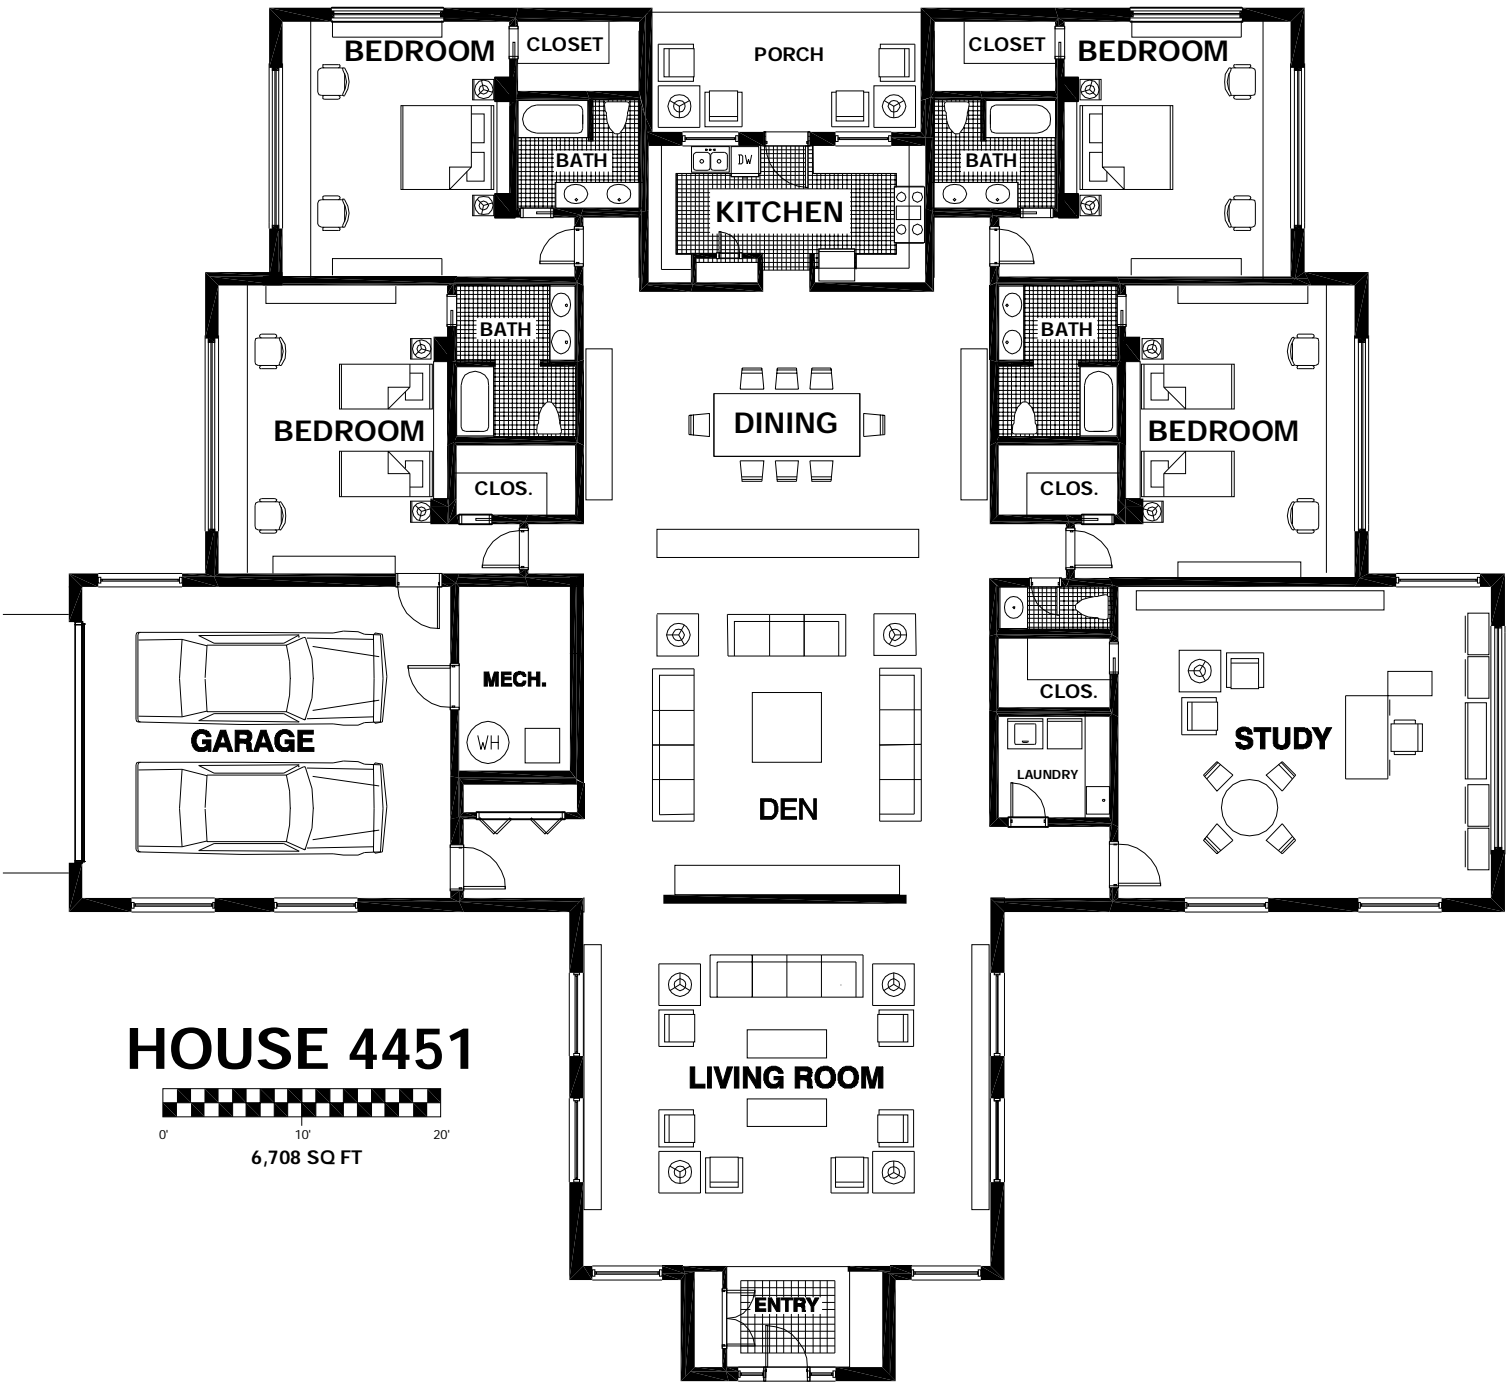 BEDROOM
CLOSET
PORCH
CLOSET
BEDROOM
BATH
DW
BATH
KITCHEN
BATH
BATH
DINING
BEDROOM
BEDROOM
CLOS.
CLOS.
MECH.
CLOS.
GARAGE
WH
STUDY
LAUNDRY
DEN
HOUSE 4451
0' 10' 20'
6,708 SQ FT
LIVING ROOM
ENTRY